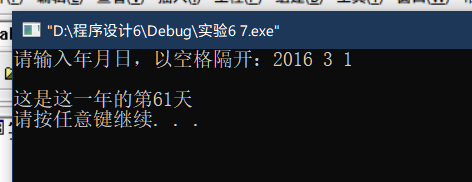 "D:\程序设计6\Debug\实验6 7.exe"
请输入年月日，以空格隔开：2016 3 1
这是这一年的第61天
请按任意键继续. . .